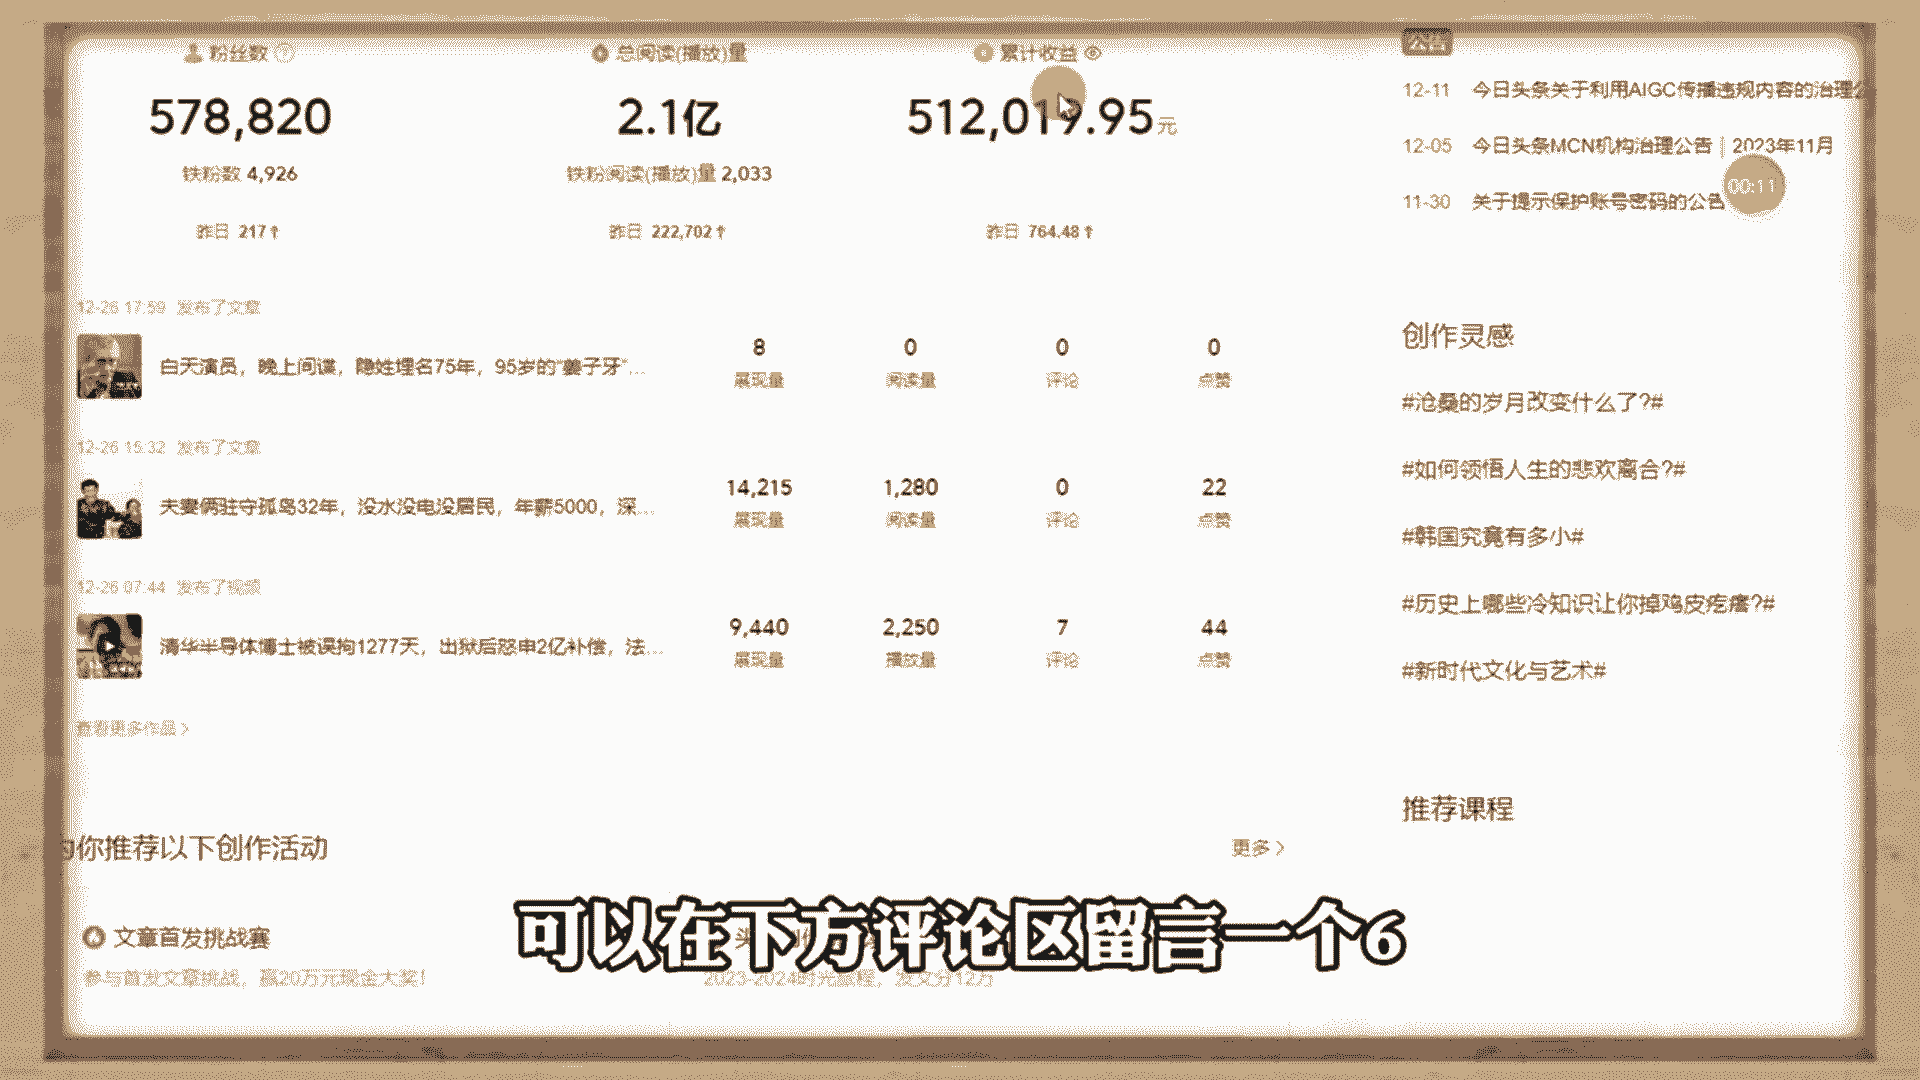 粉丝数
578,820
铁粉数 4,926
昨日 217↑
总阅读(播放)量
2.1亿
铁粉阅读(播放)量 2,033
昨日 222,702↑
累计收益
512,019.95元
昨日 764.48↑
公告
12-11 今日头条关于利用AIGC传播违规内容的治理公
12-05 今日头条MCN机构治理公告 | 2023年11月
11-30 关于提示保护账号密码的公告
00:11
12-26 17:59 发布了文章
白天演员，晚上间谍，隐姓埋名75年，95岁的“姜子牙”...
8 0 0 0
展现量 阅读量 评论 点赞
12-26 15:32 发布了文章
夫妻俩驻守孤岛32年，没水没电没居民，年薪5000，深...
14,215 1,280 0 22
展现量 阅读量 评论 点赞
12-26 07:44 发布了视频
清华半导体博士被误拘1277天，出狱后怒申2亿补偿，法...
9,440 2,250 7 44
展现量 播放量 评论 点赞
查看更多作品 >
创作灵感
#沧桑的岁月改变什么了?#
#如何领悟人生的悲欢离合?#
#韩国究竟有多小#
#历史上哪些冷知识让你掉鸡皮疙瘩?#
#新时代文化与艺术#
推荐课程
为你推荐以下创作活动
更多 >
文章首发挑战赛
参与首发文章挑战，赢20万元现金大奖!
2023-2024时光旅程，发文分12万
可以在下方评论区留言一个6